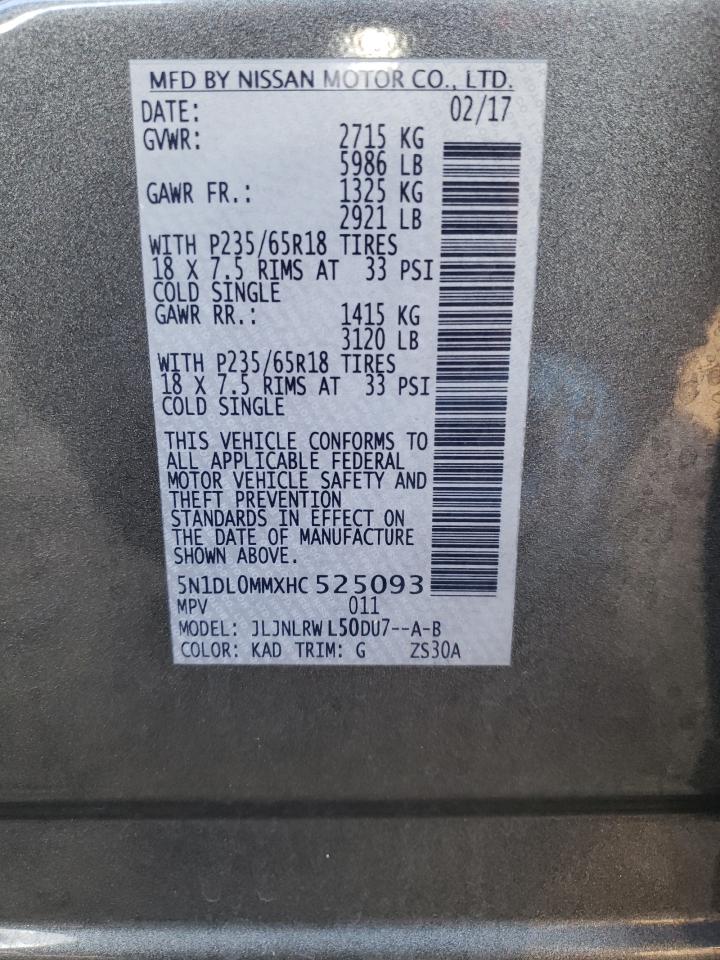 MFD BY NISSAN MOTOR CO., LTD.
DATE: 02/17
GVWR: 2715 KG
5986 LB
GAWR FR.: 1325 KG
2921 LB
WITH P235/65R18 TIRES
18 X 7.5 RIMS AT 33 PSI
COLD SINGLE
GAWR RR.: 1415 KG
3120 LB
WITH P235/65R18 TIRES
18 X 7.5 RIMS AT 33 PSI
COLD SINGLE
THIS VEHICLE CONFORMS TO
ALL APPLICABLE FEDERAL
MOTOR VEHICLE SAFETY AND
THEFT PREVENTION
STANDARDS IN EFFECT ON
THE DATE OF MANUFACTURE
SHOWN ABOVE.
5N1DL0MMXHC 525093
MPV 011
MODEL: JLJNLRW L50DU7--A-B
COLOR: KAD TRIM: G ZS30A